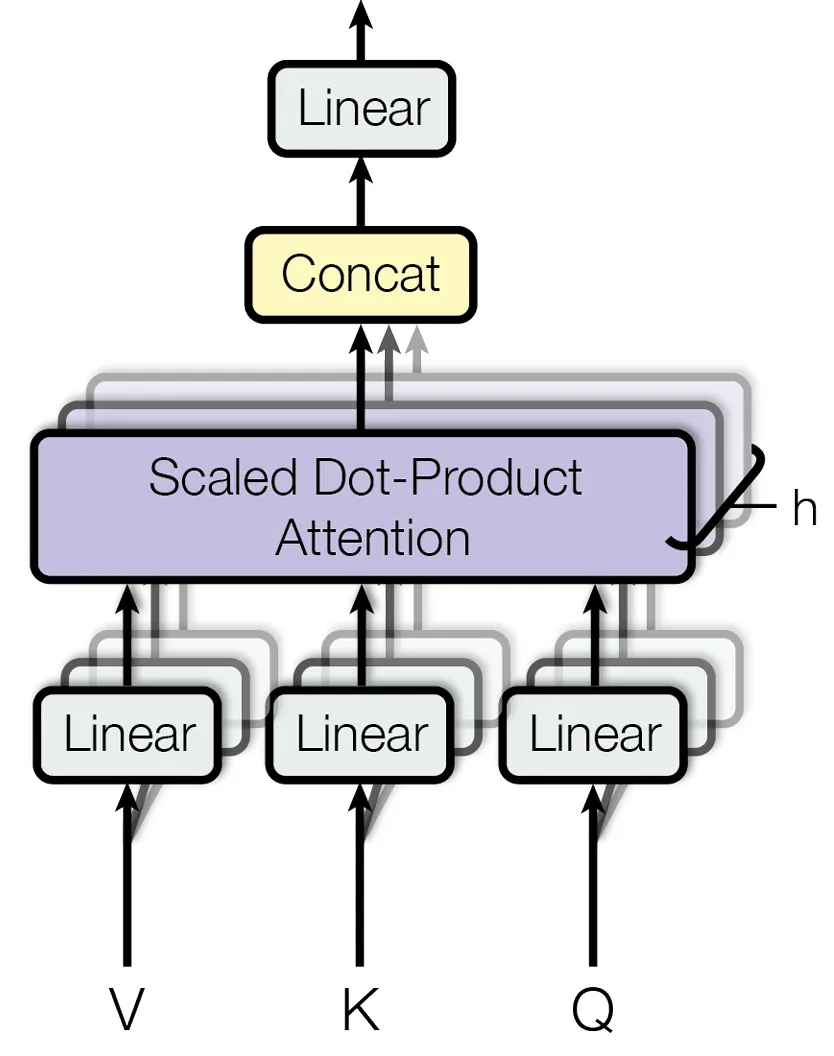 Linear
Concat
Scaled Dot-Product
Attention
h
Linear
Linear
Linear
V
K
Q